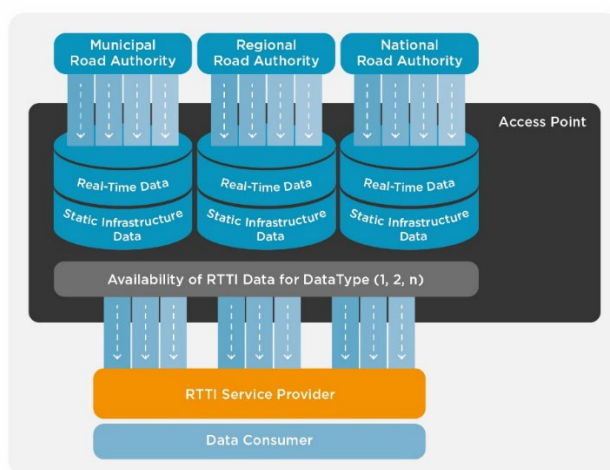 Municipal
Road Authority
Regional
Road Authority
National
Road Authority
Access Point
Real-Time Data
Real-Time Data
Real-Time Data
Static Infrastructure
Data
Static Infrastructure
Data
Static Infrastructure
Data
Availability of RTTI Data for DataType (1, 2, n)
RTTI Service Provider
Data Consumer